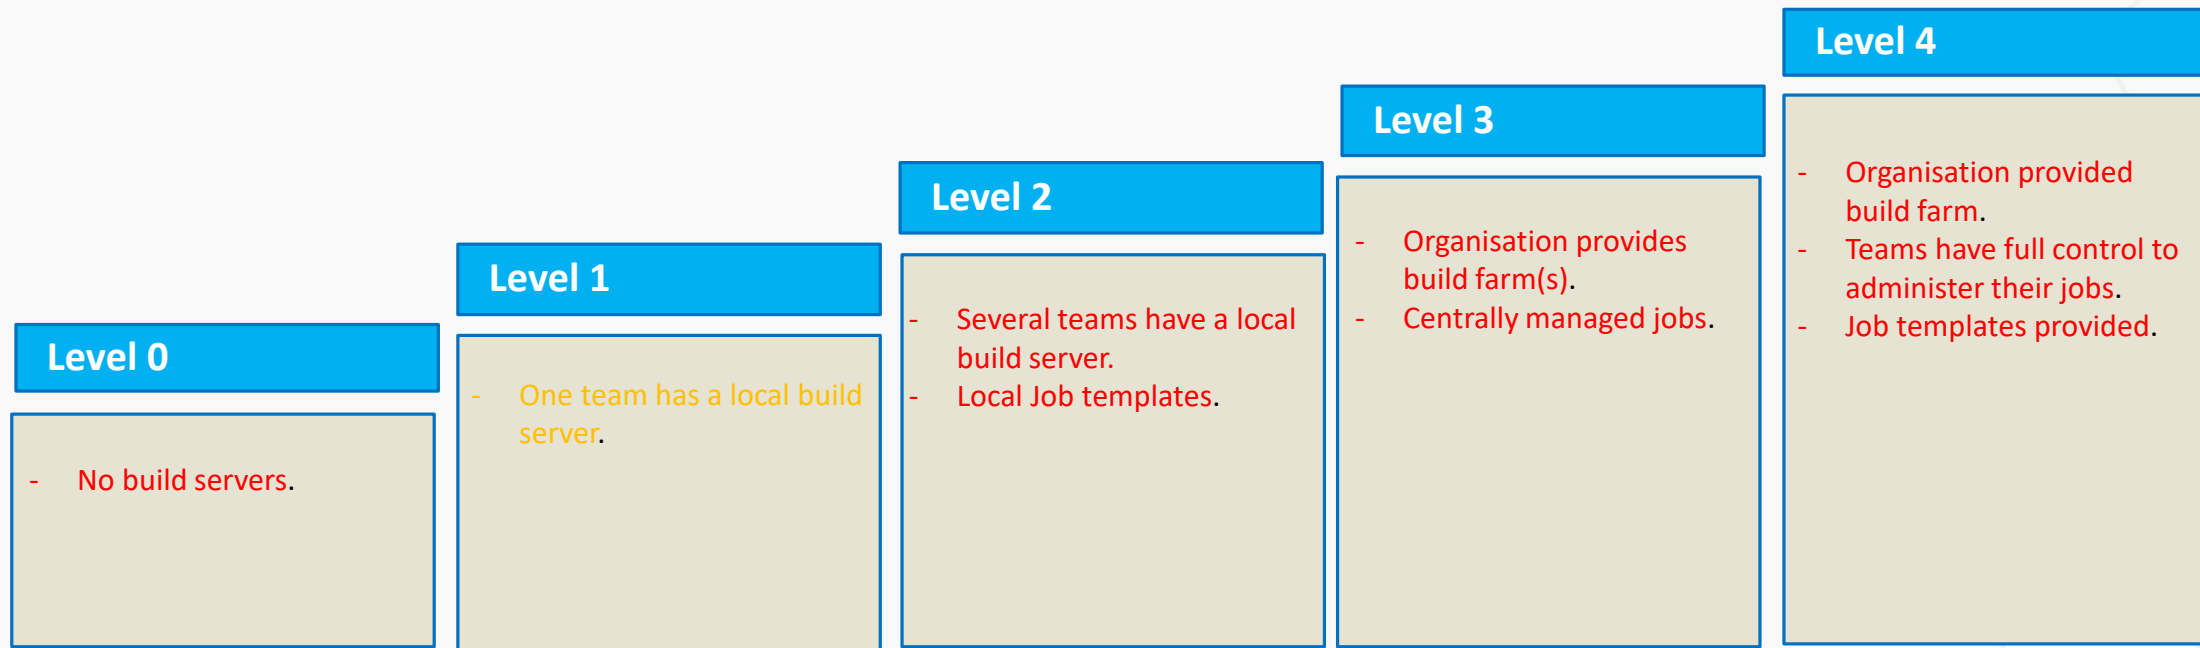 Level 0
- No build servers.
Level 1
- One team has a local build
server.
Level 2
- Several teams have a local
build server.
- Local Job templates.
Level 3
- Organisation provides
build farm(s).
- Centrally managed jobs.
Level 4
- Organisation provided
build farm.
- Teams have full control to
administer their jobs.
- Job templates provided.